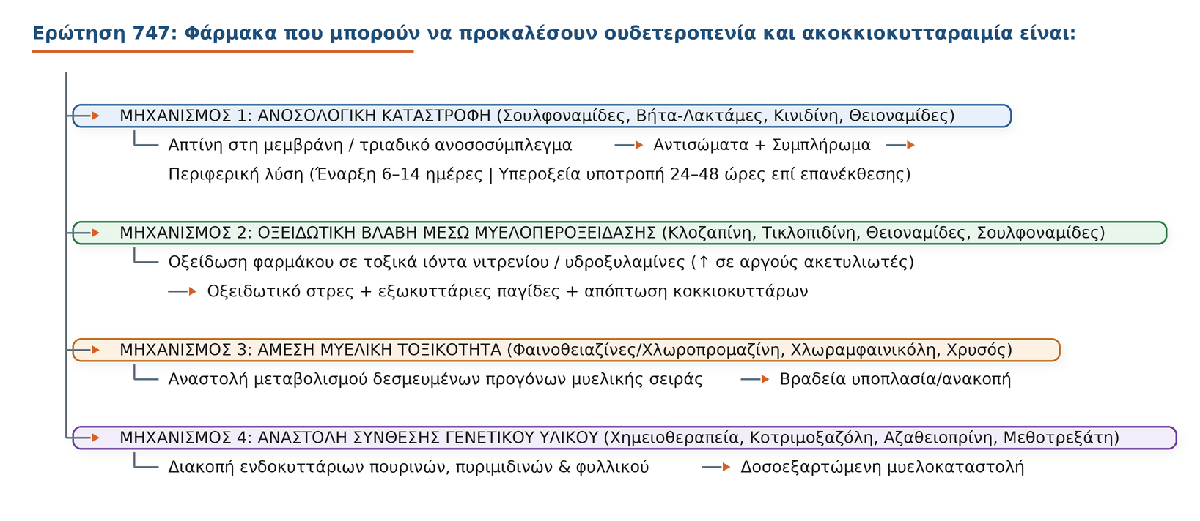 Ερώτηση 747: Φάρμακα που μπορούν να προκαλέσουν ουδετεροπενία και ακοκκιοκυτταραιμία είναι:
ΜΗΧΑΝΙΣΜΟΣ 1: ΑΝΟΣΟΛΟΓΙΚΗ ΚΑΤΑΣΤΡΟΦΗ (Σουλφοναμίδες, Βήτα-Λακτάμες, Κινιδίνη, Θειοναμίδες)
Απτίνη στη μεμβράνη / τριαδικό ανοσοσύμπλεγμα → Αντισώματα + Συμπλήρωμα →
Περιφερική λύση (Έναρξη 6–14 ημέρες | Υπεροξεία υποτροπή 24–48 ώρες επί επανέκθεσης)
ΜΗΧΑΝΙΣΜΟΣ 2: ΟΞΕΙΔΩΤΙΚΗ ΒΛΑΒΗ ΜΕΣΩ ΜΥΕΛΟΠΕΡΟΞΕΙΔΑΣΗΣ (Κλοζαπίνη, Τικλοπιδίνη, Θειοναμίδες, Σουλφοναμίδες)
Οξείδωση φαρμάκου σε τοξικά ιόντα νιτρενίου / υδροξυλαμίνες (↑ σε αργούς ακετυλιωτές)
→ Οξειδωτικό στρες + εξωκυττάριες παγίδες + απόπτωση κοκκιοκυττάρων
ΜΗΧΑΝΙΣΜΟΣ 3: ΑΜΕΣΗ ΜΥΕΛΙΚΗ ΤΟΞΙΚΟΤΗΤΑ (Φαινοθειαζίνες/Χλωροπρομαζίνη, Χλωραμφαινικόλη, Χρυσός)
Αναστολή μεταβολισμού δεσμευμένων προγόνων μυελικής σειράς → Βραδεία υποπλασία/ανακοπή
ΜΗΧΑΝΙΣΜΟΣ 4: ΑΝΑΣΤΟΛΗ ΣΥΝΘΕΣΗΣ ΓΕΝΕΤΙΚΟΥ ΥΛΙΚΟΥ (Χημειοθεραπεία, Κοτριμοξαζόλη, Αζαθειοπρίνη, Μεθοτρεξάτη)
Διακοπή ενδοκυττάριων πουρινών, πυριμιδινών & φυλλικού → Δοσοεξαρτώμενη μυελοκαταστολή